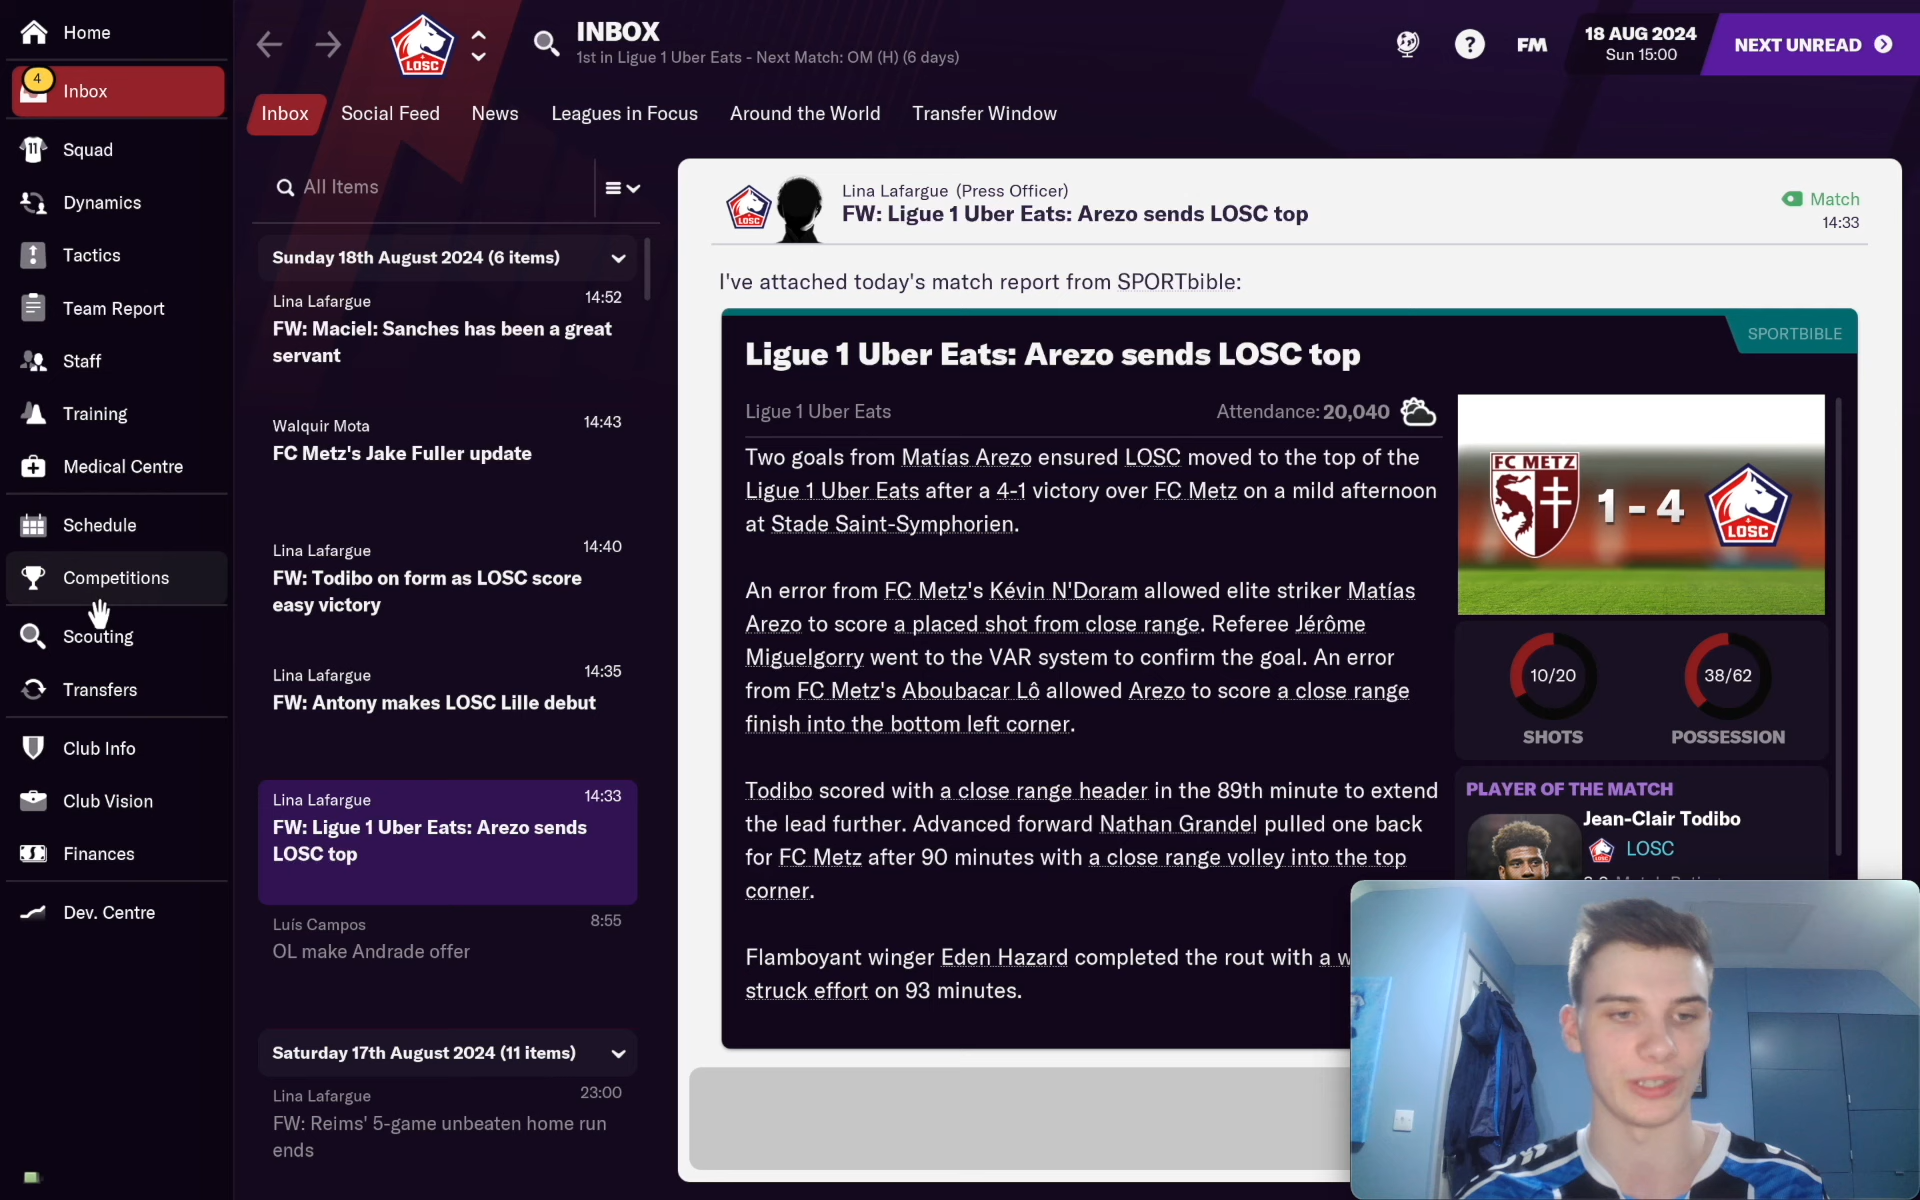 Home
4
Inbox
Squad
Dynamics
Tactics
Team Report
Staff
Training
Medical Centre
Schedule
Competitions
Scouting
Transfers
Club Info
Club Vision
Finances
Dev. Centre
LOSC
INBOX
1st in Ligue 1 Uber Eats - Next Match: OM (H) (6 days)
?
FM
18 AUG 2024
Sun 15:00
NEXT UNREAD
Inbox
Social Feed
News
Leagues in Focus
Around the World
Transfer Window
All Items
Sunday 18th August 2024 (6 items)
Lina Lafargue
14:52
FW: Maciel: Sanches has been a great
servant
Walquir Mota
14:43
FC Metz's Jake Fuller update
Lina Lafargue
14:40
FW: Todibo on form as LOSC score
easy victory
Lina Lafargue
14:35
FW: Antony makes LOSC Lille debut
Lina Lafargue
14:33
FW: Ligue 1 Uber Eats: Arezo sends
LOSC top
Luís Campos
8:55
OL make Andrade offer
Saturday 17th August 2024 (11 items)
Lina Lafargue
23:00
FW: Reims' 5-game unbeaten home run
ends
LOSC
Lina Lafargue (Press Officer)
FW: Ligue 1 Uber Eats: Arezo sends LOSC top
Match
14:33
I've attached today's match report from SPORTbible:
SPORTBIBLE
Ligue 1 Uber Eats: Arezo sends LOSC top
Ligue 1 Uber Eats
Attendance: 20,040
Two goals from Matías Arezo ensured LOSC moved to the top of the
Ligue 1 Uber Eats after a 4-1 victory over FC Metz on a mild afternoon
at Stade Saint-Symphorien.
An error from FC Metz's Kévin N'Doram allowed elite striker Matías
Arezo to score a placed shot from close range. Referee Jérôme
Miguelgorry went to the VAR system to confirm the goal. An error
from FC Metz's Aboubacar Lô allowed Arezo to score a close range
finish into the bottom left corner.
Todibo scored with a close range header in the 89th minute to extend
the lead further. Advanced forward Nathan Grandel pulled one back
for FC Metz after 90 minutes with a close range volley into the top
corner.
Flamboyant winger Eden Hazard completed the rout with a
struck effort on 93 minutes.
FC METZ
1 - 4
LOSC
10/20
SHOTS
38/62
POSSESSION
PLAYER OF THE MATCH
Jean-Clair Todibo
LOSC